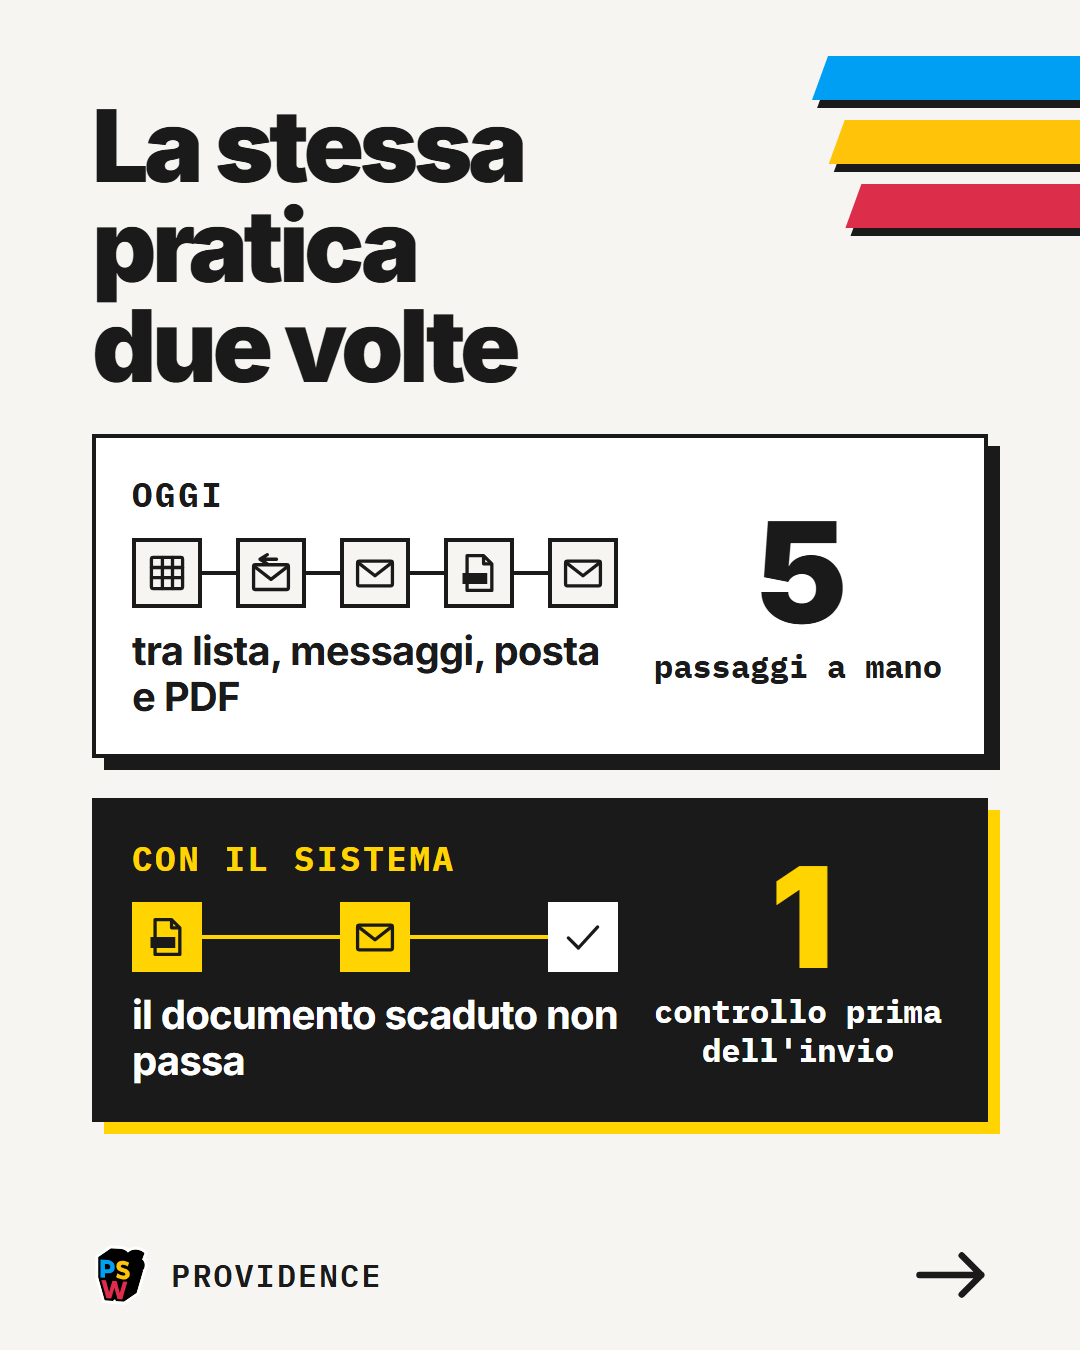 La stessa
pratica
due volte
OGGI
tra lista, messaggi, posta
e PDF
5
passaggi a mano
CON IL SISTEMA
il documento scaduto non
passa
1
controllo prima
dell'invio
PSW
PROVIDENCE